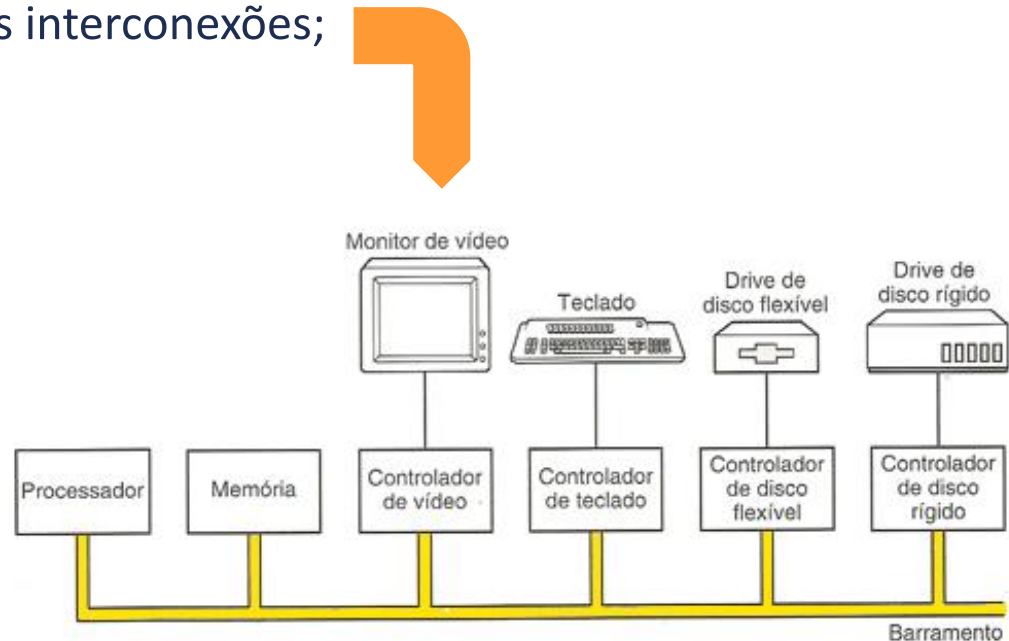 s interconexões;
Monitor de vídeo
Teclado
Drive de
disco flexível
Drive de
disco rígido
Processador
Memória
Controlador
de vídeo
Controlador
de teclado
Controlador
de disco
flexível
Controlador
de disco
rígido
Barramento